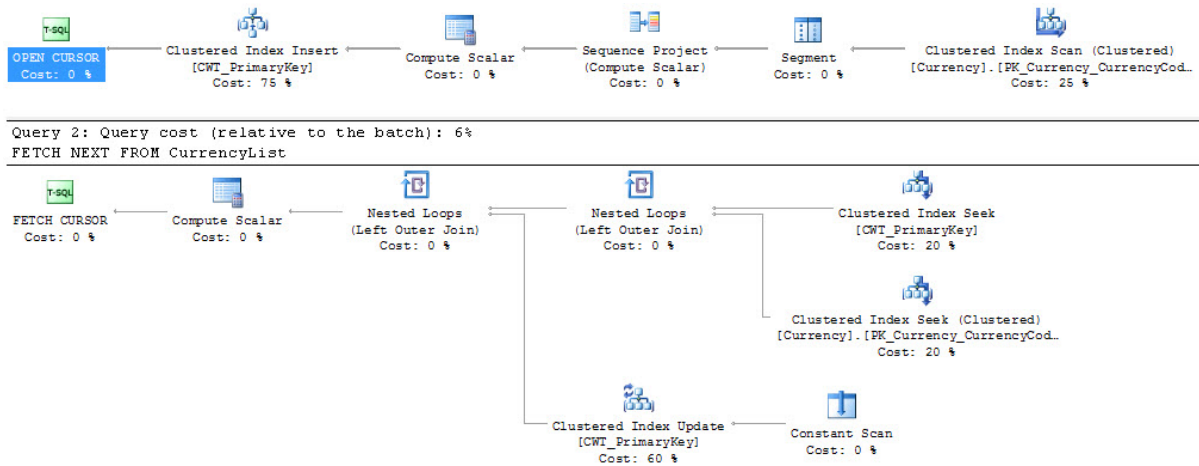 T-SQL
OPEN CURSOR
Cost: 0 %
Clustered Index Insert
[CWT_PrimaryKey]
Cost: 75 %
Compute Scalar
Cost: 0 %
Sequence Project
(Compute Scalar)
Cost: 0 %
Segment
Cost: 0 %
Clustered Index Scan (Clustered)
[Currency].[PK_Currency_CurrencyCod…
Cost: 25 %
Query 2: Query cost (relative to the batch): 6%
FETCH NEXT FROM CurrencyList
T-SQL
FETCH CURSOR
Cost: 0 %
Compute Scalar
Cost: 0 %
Nested Loops
(Left Outer Join)
Cost: 0 %
Nested Loops
(Left Outer Join)
Cost: 0 %
Clustered Index Seek
[CWT_PrimaryKey]
Cost: 20 %
Clustered Index Seek (Clustered)
[Currency].[PK_Currency_CurrencyCod…
Cost: 20 %
Clustered Index Update
[CWT_PrimaryKey]
Cost: 60 %
Constant Scan
Cost: 0 %